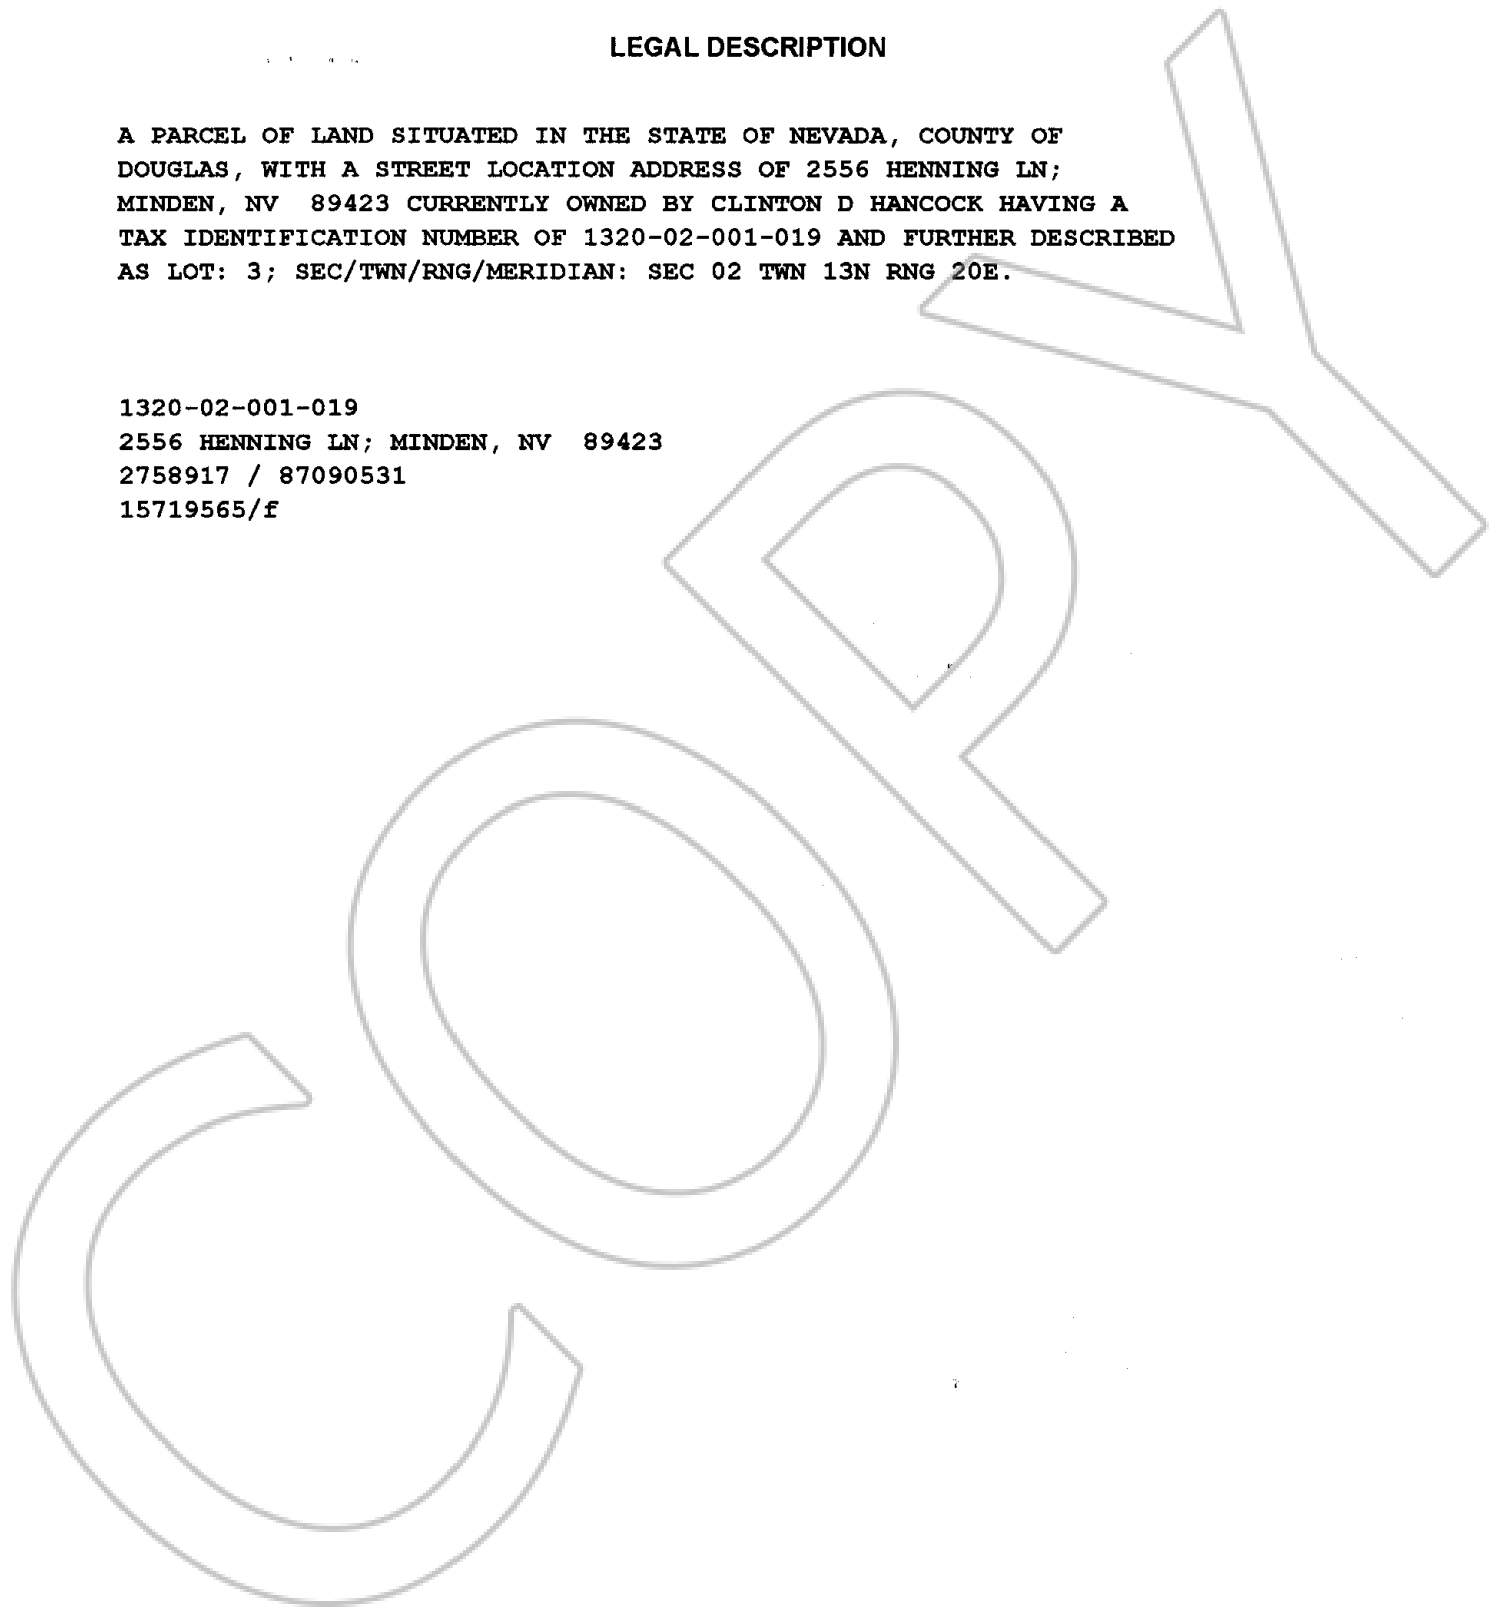 LEGAL DESCRIPTION
A PARCEL OF LAND SITUATED IN THE STATE OF NEVADA, COUNTY OF
DOUGLAS, WITH A STREET LOCATION ADDRESS OF 2556 HENNING LN;
MINDEN, NV  89423 CURRENTLY OWNED BY CLINTON D HANCOCK HAVING A
TAX IDENTIFICATION NUMBER OF 1320-02-001-019 AND FURTHER DESCRIBED
AS LOT: 3; SEC/TWN/RNG/MERIDIAN: SEC 02 TWN 13N RNG 20E.
1320-02-001-019
2556 HENNING LN; MINDEN, NV  89423
2758917 / 87090531
15719565/f
COPY